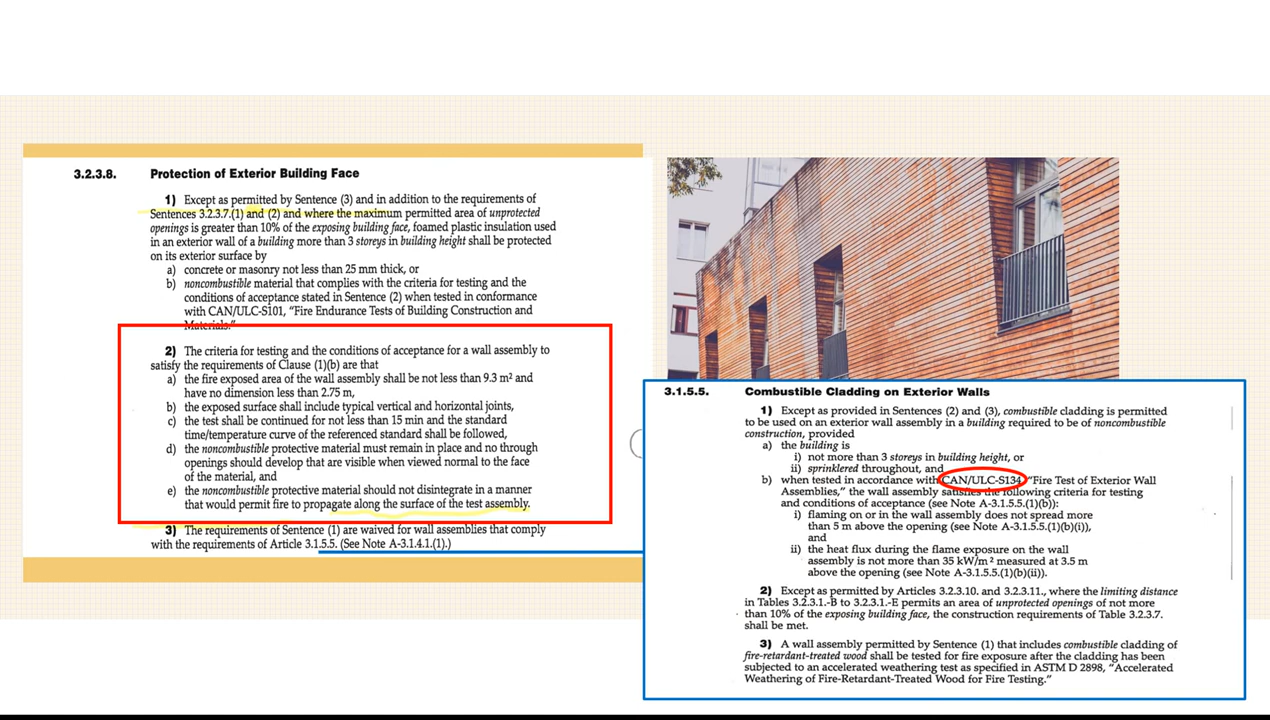 3.2.3.8. Protection of Exterior Building Face
1) Except as permitted by Sentence (3) and in addition to the requirements of
Sentences 3.2.3.7.(1) and (2) and where the maximum permitted area of unprotected
openings is greater than 10% of the exposing building face, foamed plastic insulation used
in an exterior wall of a building more than 3 storeys in building height shall be protected
on its exterior surface by
a) concrete or masonry not less than 25 mm thick, or
b) noncombustible material that complies with the criteria for testing and the
conditions of acceptance stated in Sentence (2) when tested in conformance
with CAN/ULC-S101, “Fire Endurance Tests of Building Construction and
Materials.”
2) The criteria for testing and the conditions of acceptance for a wall assembly to
satisfy the requirements of Clause (1)(b) are that
a) the fire exposed area of the wall assembly shall be not less than 9.3 m² and
have no dimension less than 2.75 m,
b) the exposed surface shall include typical vertical and horizontal joints,
c) the test shall be continued for not less than 15 min and the standard
time/temperature curve of the referenced standard shall be followed,
d) the noncombustible protective material must remain in place and no through
openings should develop that are visible when viewed normal to the face
of the material, and
e) the noncombustible protective material should not disintegrate in a manner
that would permit fire to propagate along the surface of the test assembly.
3) The requirements of Sentence (1) are waived for wall assemblies that comply
with the requirements of Article 3.1.5.5. (See Note A-3.1.4.1.(1).)
3.1.5.5. Combustible Cladding on Exterior Walls
1) Except as provided in Sentences (2) and (3), combustible cladding is permitted
to be used on an exterior wall assembly in a building required to be of noncombustible
construction, provided
a) the building is
i) not more than 3 storeys in building height, or
ii) sprinklered throughout, and
b) when tested in accordance with CAN/ULC-S134, “Fire Test of Exterior Wall
Assemblies,” the wall assembly satisfies the following criteria for testing
and conditions of acceptance (see Note A-3.1.5.5.(1)(b)):
i) flaming on or in the wall assembly does not spread more
than 5 m above the opening (see Note A-3.1.5.5.(1)(b)(i)),
and
ii) the heat flux during the flame exposure on the wall
assembly is not more than 35 kW/m² measured at 3.5 m
above the opening (see Note A-3.1.5.5.(1)(b)(ii)).
2) Except as permitted by Articles 3.2.3.10. and 3.2.3.11., where the limiting distance
in Tables 3.2.3.1.-B to 3.2.3.1.-E permits an area of unprotected openings of not more
than 10% of the exposing building face, the construction requirements of Table 3.2.3.7.
shall be met.
3) A wall assembly permitted by Sentence (1) that includes combustible cladding of
fire-retardant-treated wood shall be tested for fire exposure after the cladding has been
subjected to an accelerated weathering test as specified in ASTM D 2898, “Accelerated
Weathering of Fire-Retardant-Treated Wood for Fire Testing.”